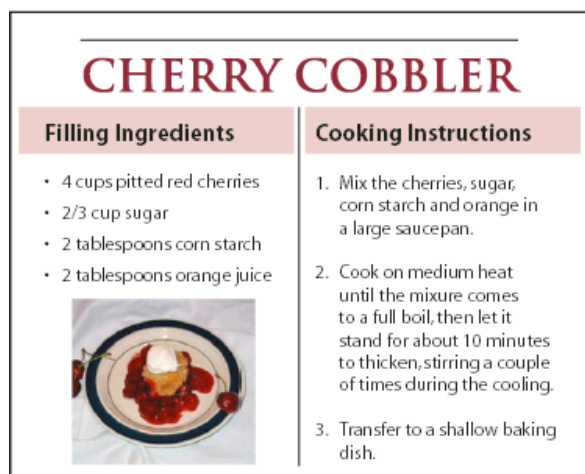 CHERRY COBBLER
Filling Ingredients
• 4 cups pitted red cherries
• 2/3 cup sugar
• 2 tablespoons corn starch
• 2 tablespoons orange juice
Cooking Instructions
1. Mix the cherries, sugar,
corn starch and orange in
a large saucepan.
2. Cook on medium heat
until the mixure comes
to a full boil, then let it
stand for about 10 minutes
to thicken, stirring a couple
of times during the cooling.
3. Transfer to a shallow baking
dish.